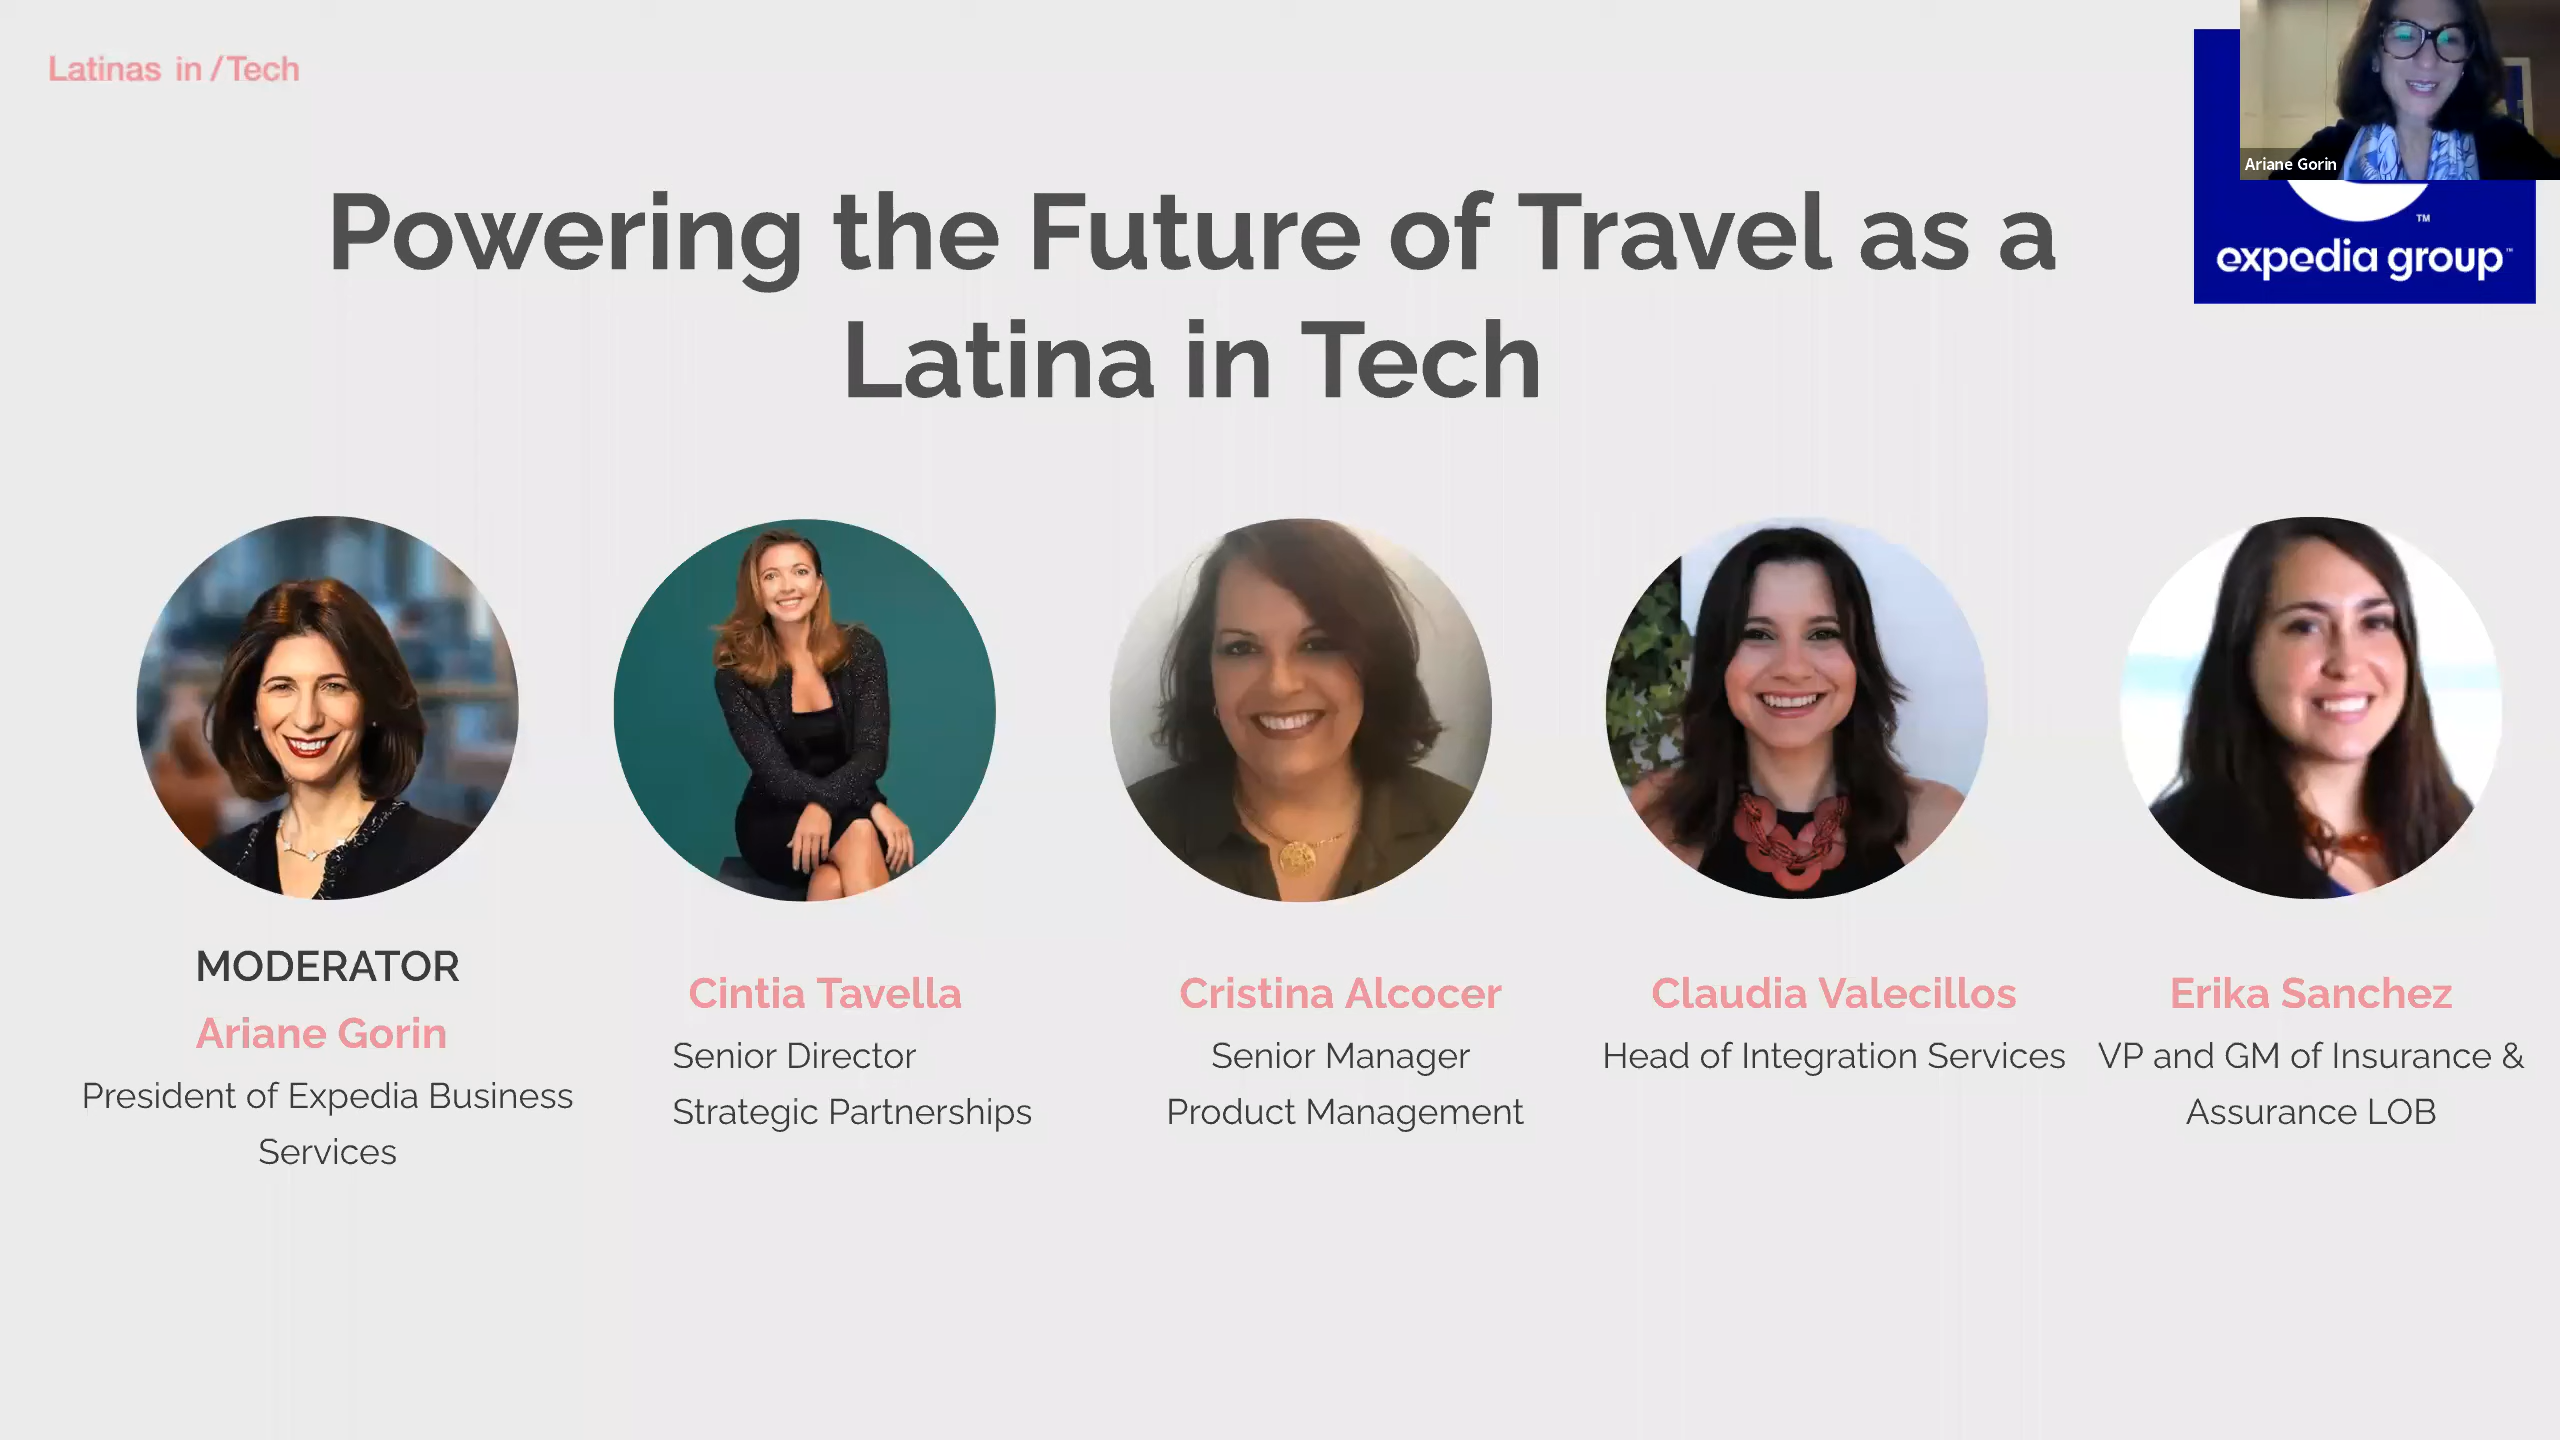 Latinas in / Tech
Ariane Gorin
TM
expedia group™
Powering the Future of Travel as a
Latina in Tech
MODERATOR
Ariane Gorin
President of Expedia Business
Services
Cintia Tavella
Senior Director
Strategic Partnerships
Cristina Alcocer
Senior Manager
Product Management
Claudia Valecillos
Head of Integration Services
Erika Sanchez
VP and GM of Insurance &
Assurance LOB